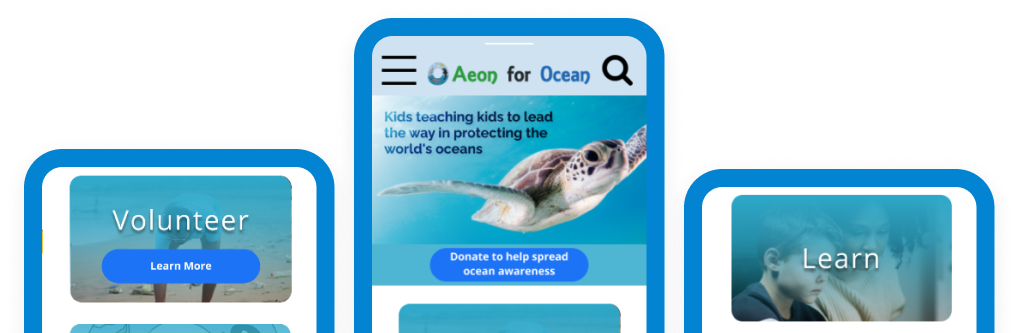 Aeon for Ocean
Kids teaching kids to lead
the way in protecting the
world's oceans
Donate to help spread
ocean awareness
Volunteer
Learn More
Learn